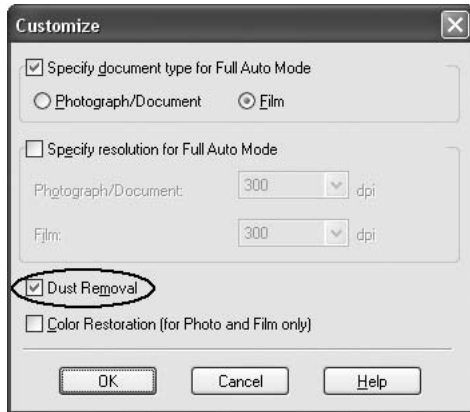 Customize
Specify document type for Full Auto Mode
Photograph/Document Film
Specify resolution for Full Auto Mode
Photograph/Document: 300 dpi
Film: 300 dpi
Dust Removal
Color Restoration (for Photo and Film only)
OK Cancel Help